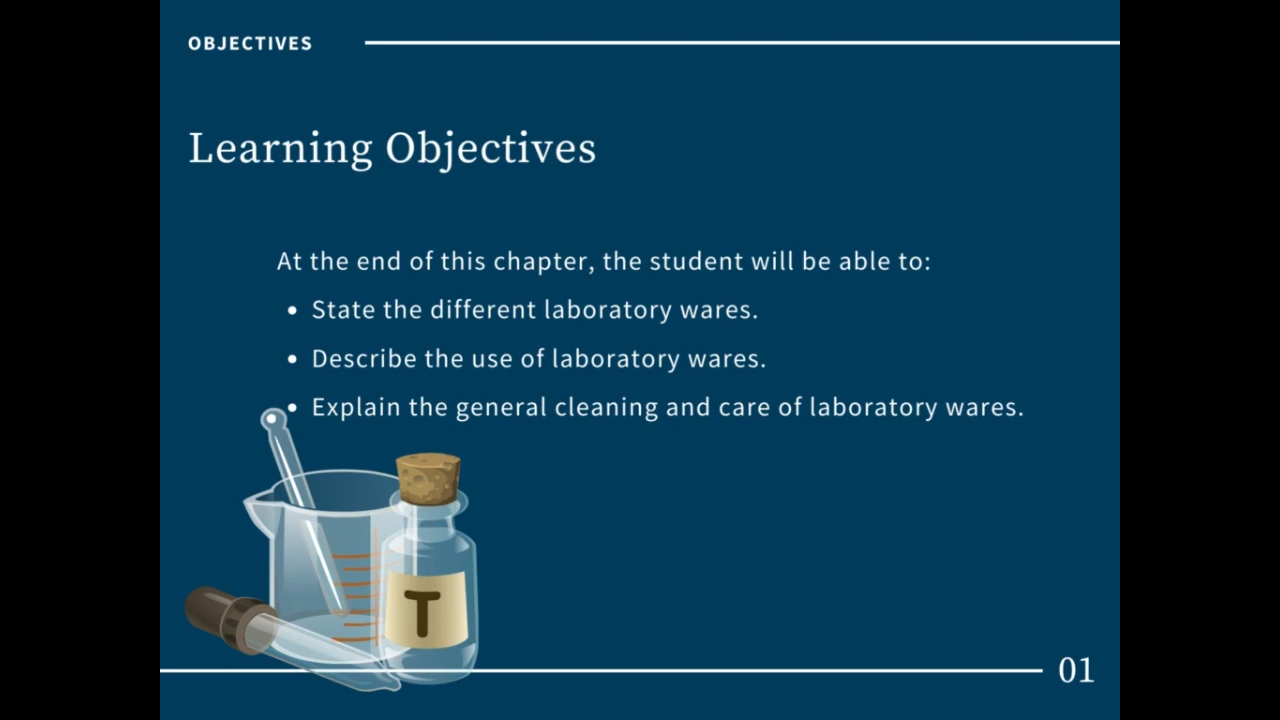 OBJECTIVES
Learning Objectives
At the end of this chapter, the student will be able to:
• State the different laboratory wares.
• Describe the use of laboratory wares.
• Explain the general cleaning and care of laboratory wares.
T
01